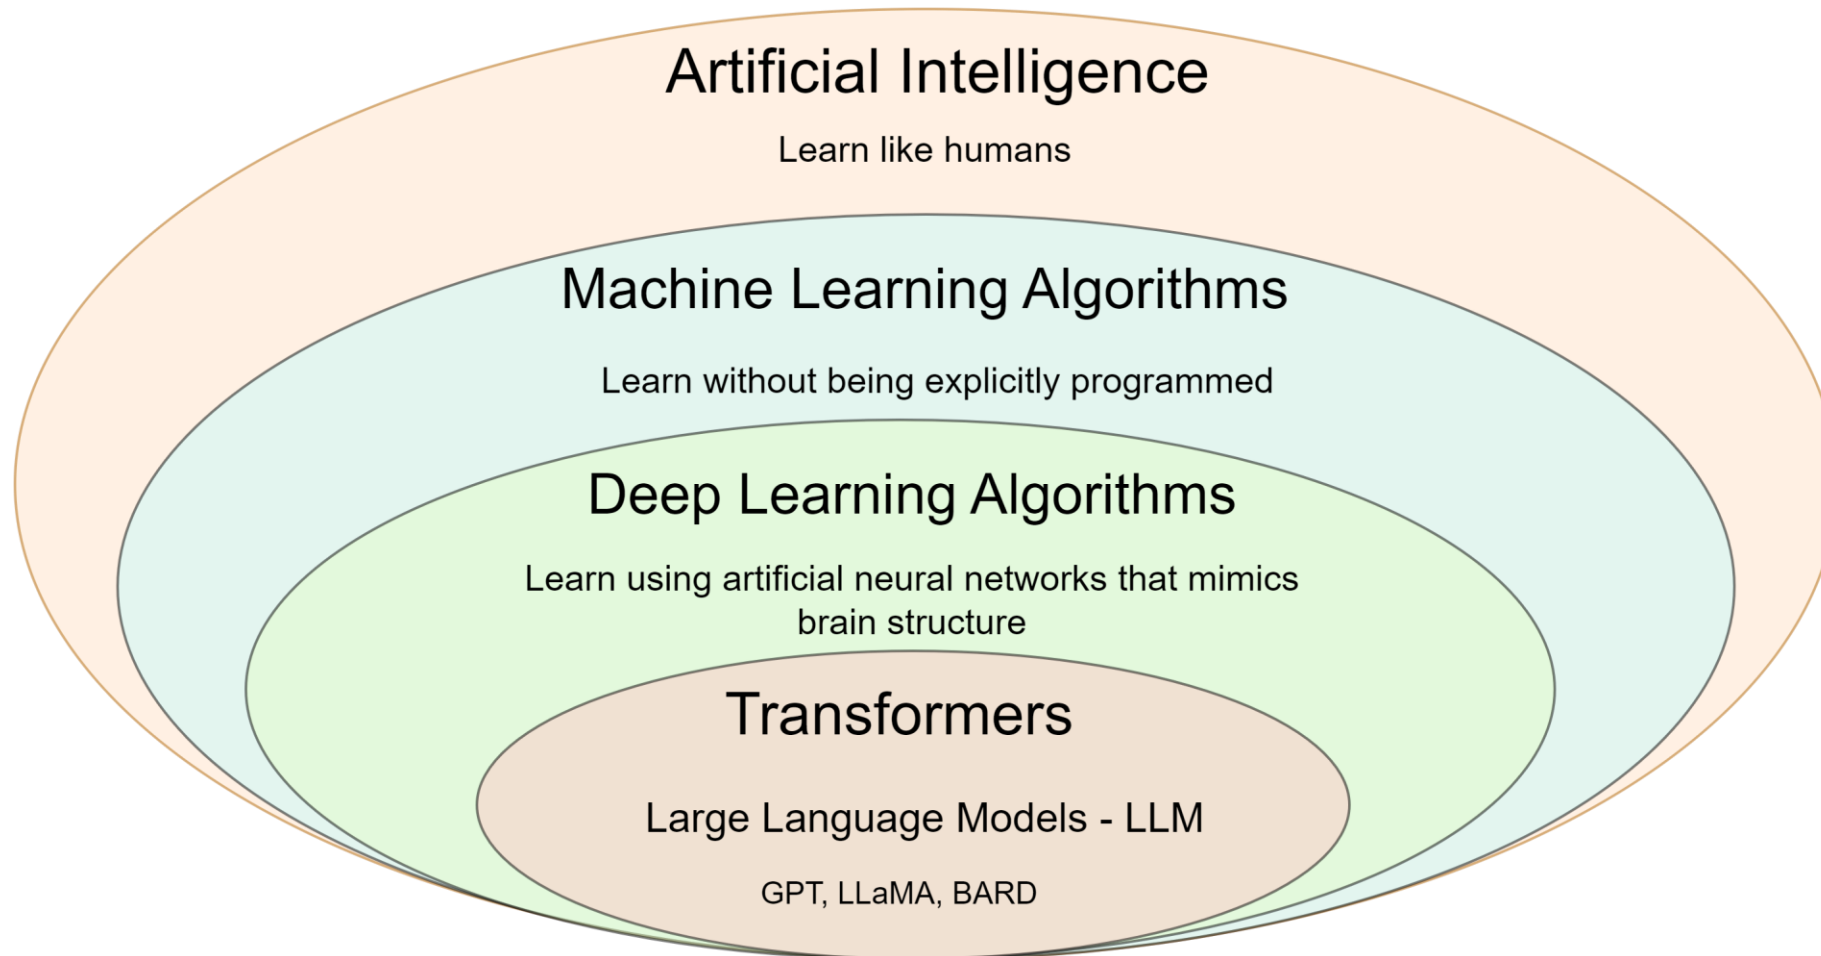 Artificial Intelligence
Learn like humans
Machine Learning Algorithms
Learn without being explicitly programmed
Deep Learning Algorithms
Learn using artificial neural networks that mimics
brain structure
Transformers
Large Language Models - LLM
GPT, LLaMA, BARD